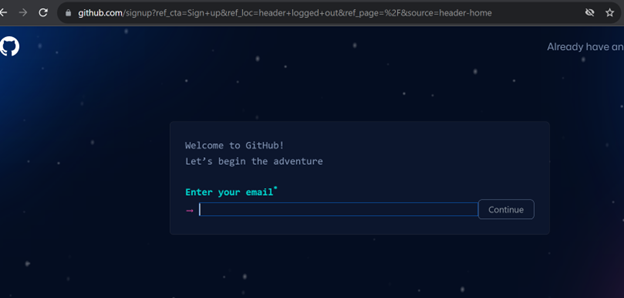 github.com/signup?ref_cta=Sign+up&ref_loc=header+logged+out&ref_page=%2F&source=header-home
Already have an
Welcome to GitHub!
Let's begin the adventure
Enter your email*
→ Continue